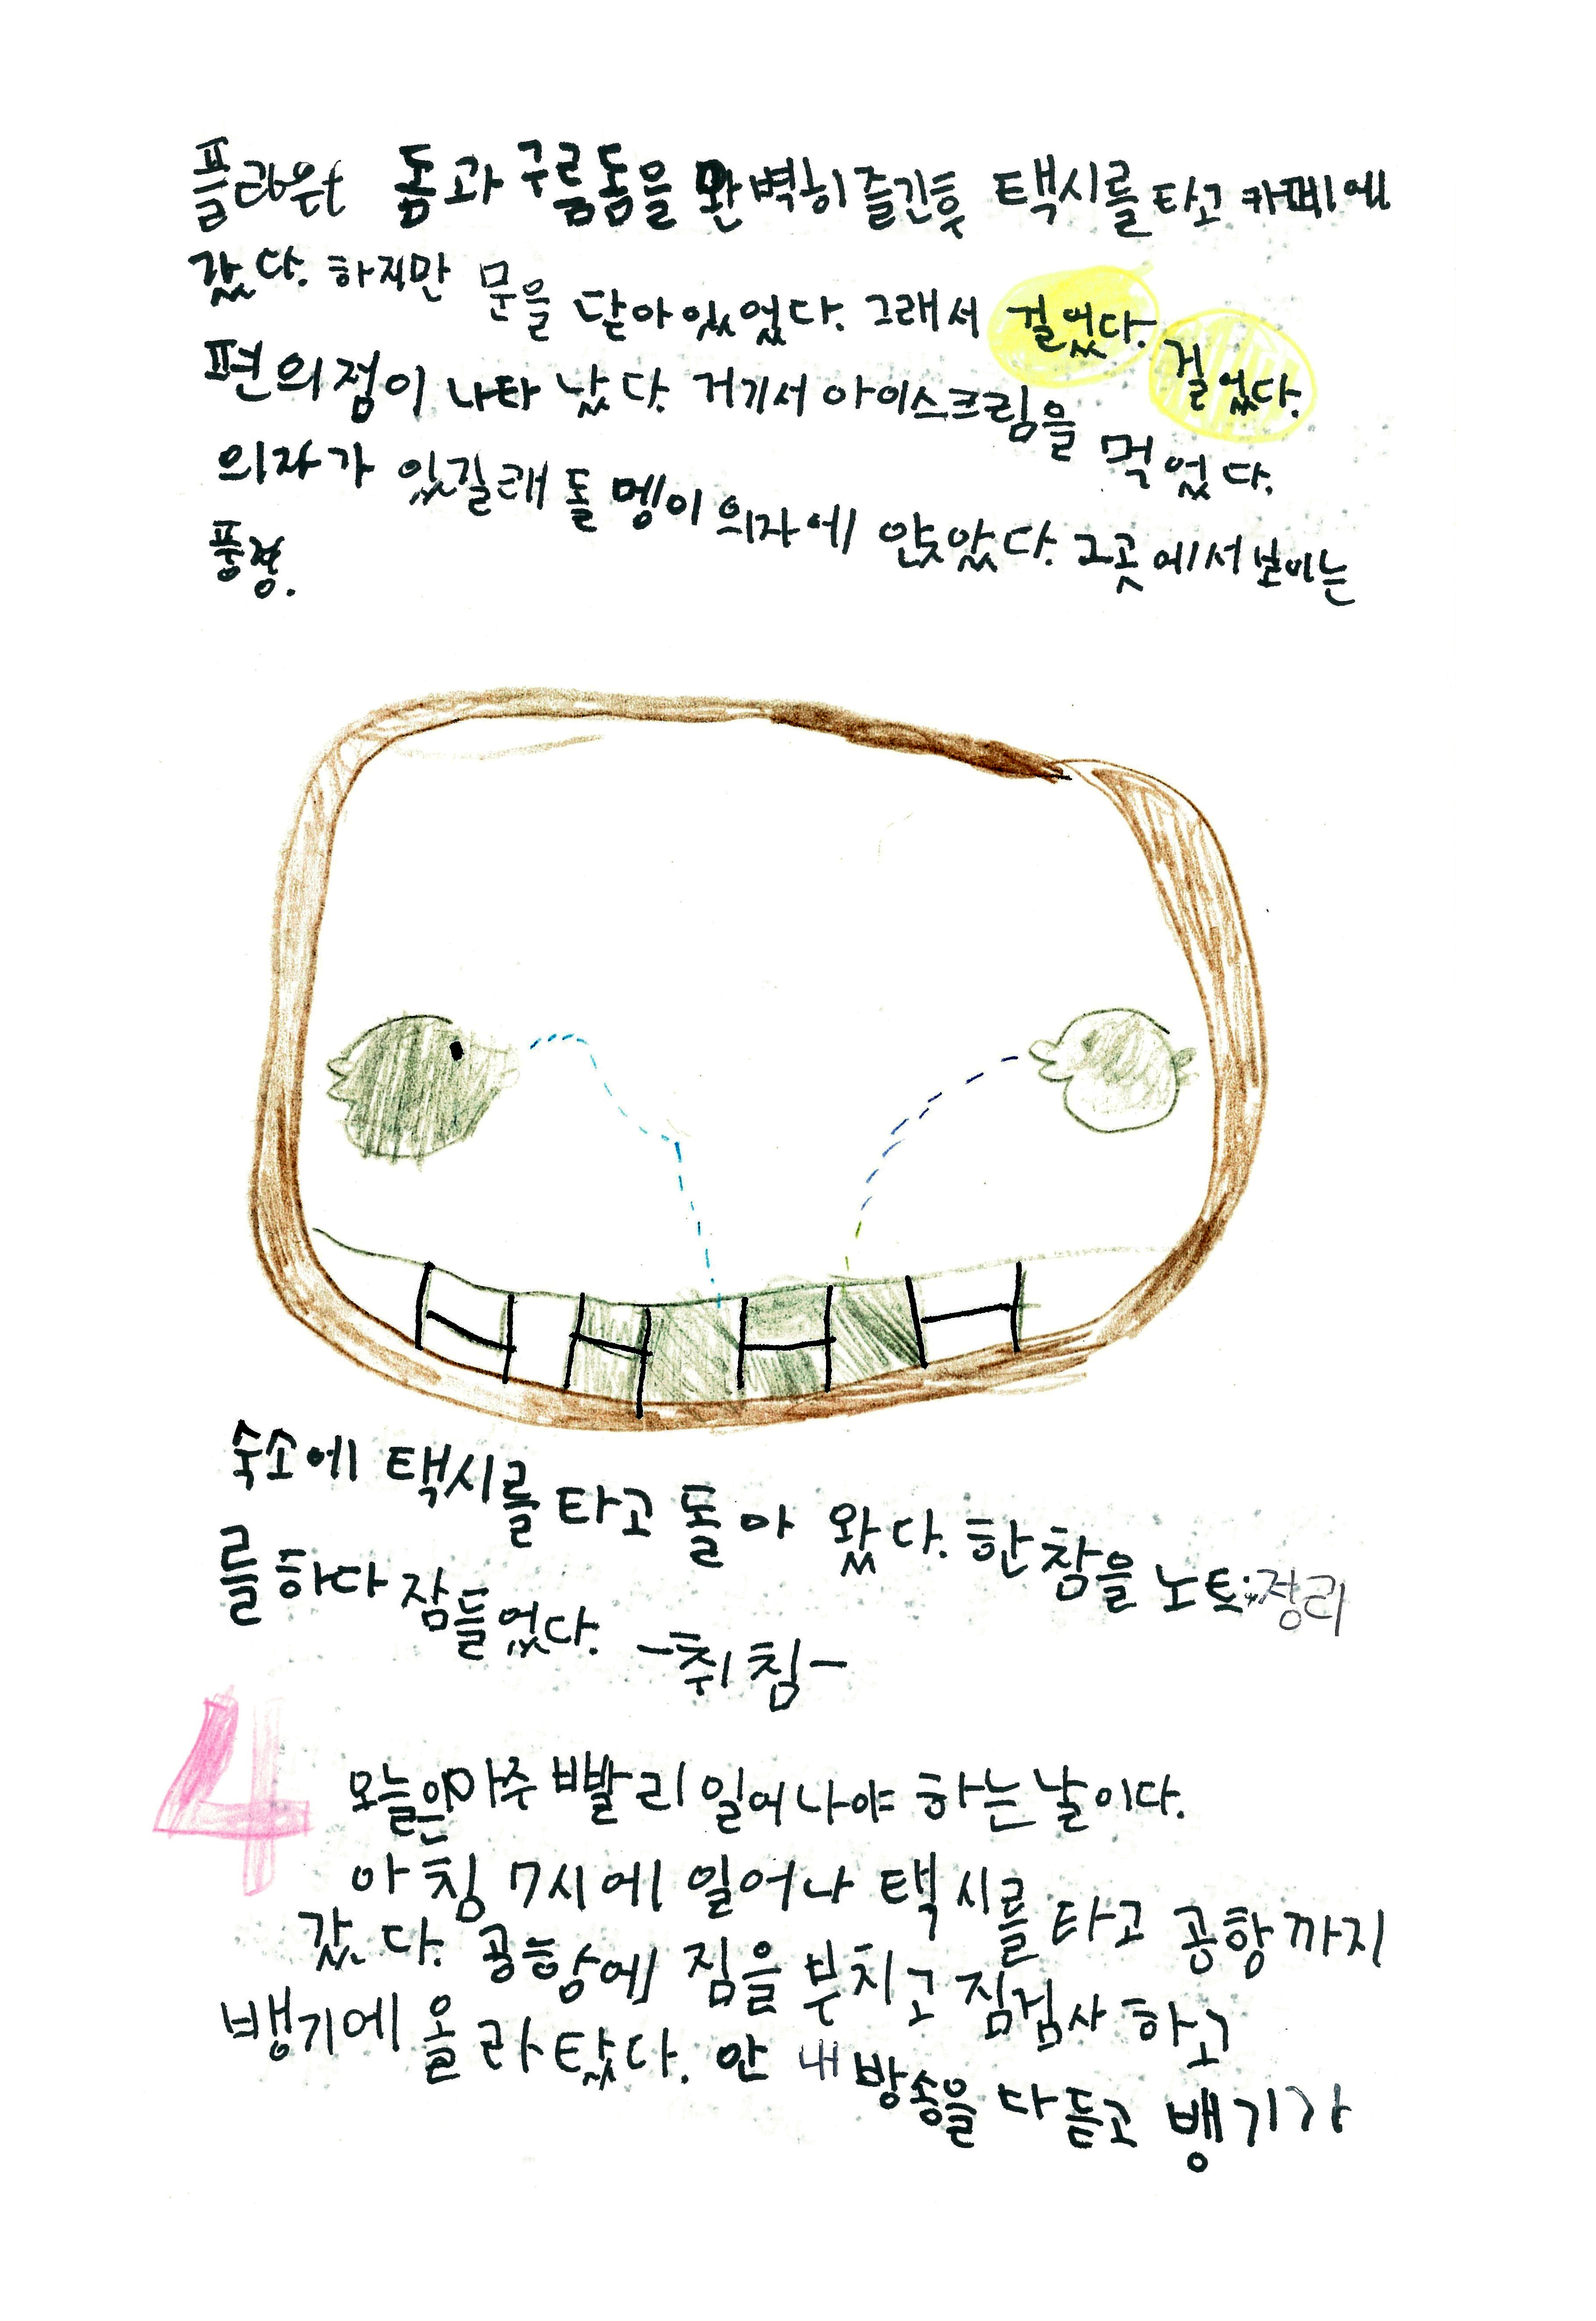 플라워 돔과 구름돔을 완벽히 즐긴후 택시를 타고 카페에
갔다. 하지만 문을 닫아 있었다. 그래서 걸었다. 걸었다.
편의점이 나타 났다. 거기서 아이스크림을 먹었다.
의자가 있길래 돌멩이 의자에 앉았다. 그곳에서 보이는
풍경.
숙소에 택시를 타고 돌아 왔다. 한참을 노트정리
를 하다 잠들었다. -취침-
4 오늘은 아주 빨리 일어나야 하는 날이다.
아침 7시에 일어나 택시를 타고 공항까지
갔다. 공항에 짐을 부치고 짐검사 하고
뱅기에 올라탔다. 안내방송을 다 듣고 뱅기가